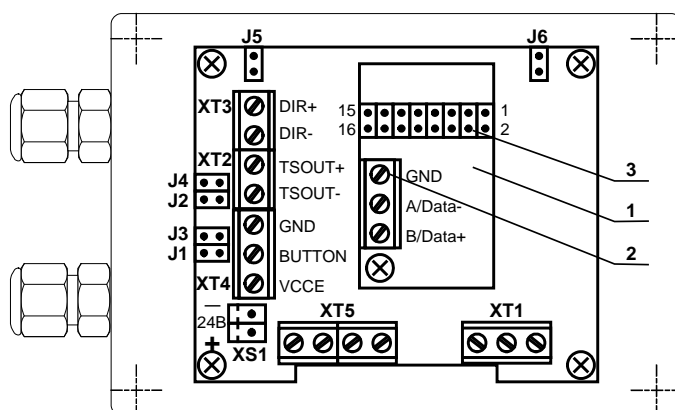 J5
J6
XT3
DIR+
DIR-
15
1
16
2
XT2
TSOUT+
TSOUT-
3
J4
J2
GND
1
A/Data-
J3
GND
B/Data+
2
J1
BUTTON
XT4
VCCE
—
24В
+
XS1
XT5
XT1